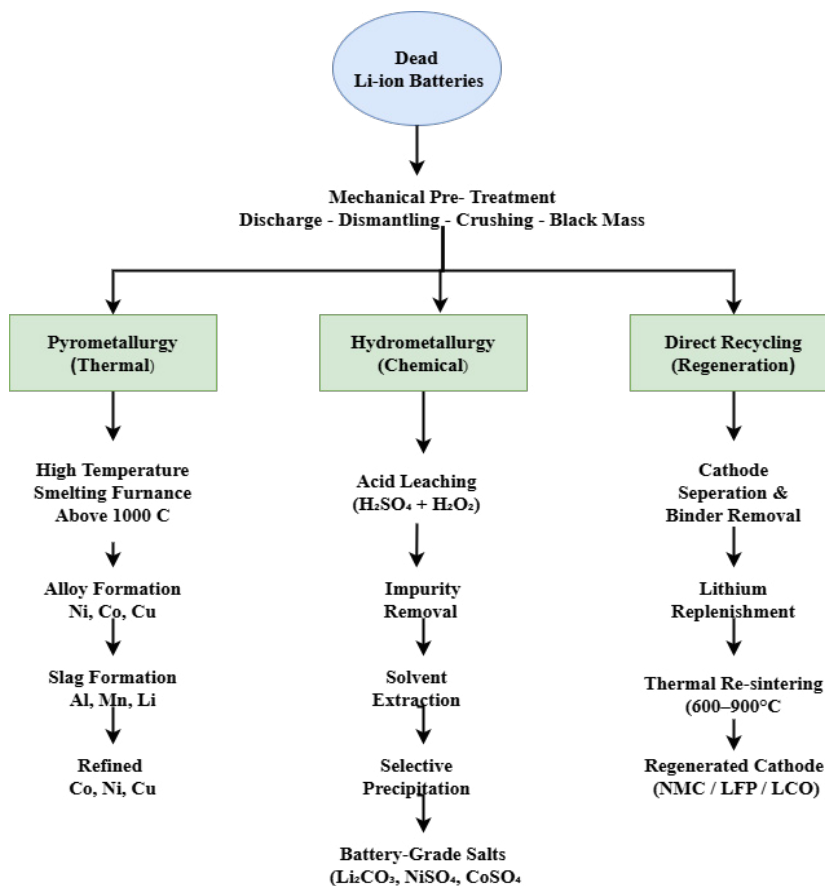 Dead
Li-ion Batteries
Mechanical Pre- Treatment
Discharge - Dismantling - Crushing - Black Mass
Pyrometallurgy
(Thermal)
High Temperature
Smelting Furnance
Above 1000 C
Alloy Formation
Ni, Co, Cu
Slag Formation
Al, Mn, Li
Refined
Co, Ni, Cu
Hydrometallurgy
(Chemical)
Acid Leaching
(H₂SO₄ + H₂O₂)
Impurity
Removal
Solvent
Extraction
Selective
Precipitation
Battery-Grade Salts
(Li₂CO₃, NiSO₄, CoSO₄
Direct Recycling
(Regeneration)
Cathode
Seperation &
Binder Removal
Lithium
Replenishment
Thermal Re-sintering
(600–900°C
Regenerated Cathode
(NMC / LFP / LCO)